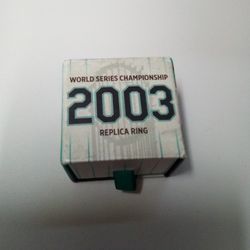 WORLD SERIES CHAMPIONSHIP
2003
REPLICA RING